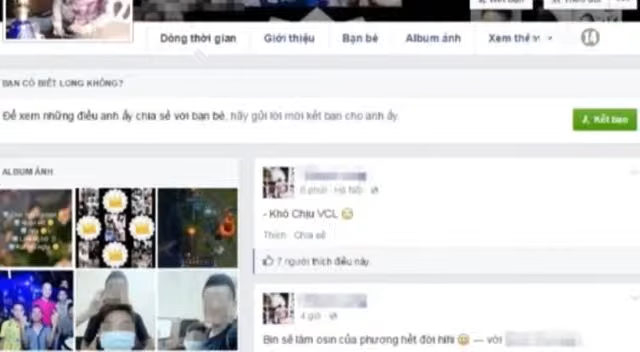 Dòng thời gian Giới thiệu Bạn bè Album ảnh Xem thê
BẠN CÓ BIẾT LONG KHÔNG?
Để xem những điều anh ấy chia sẻ với bạn bè, hãy gửi lời mời kết bạn cho anh ấy.
Kết bạn
ALBUM ẢNH
6 phút · Hà Nội
- Khó Chịu VCL
Thích · Chia sẻ
7 người thích điều này.
4 giờ
Bin sẽ làm osin của phương hết đời hihi — với